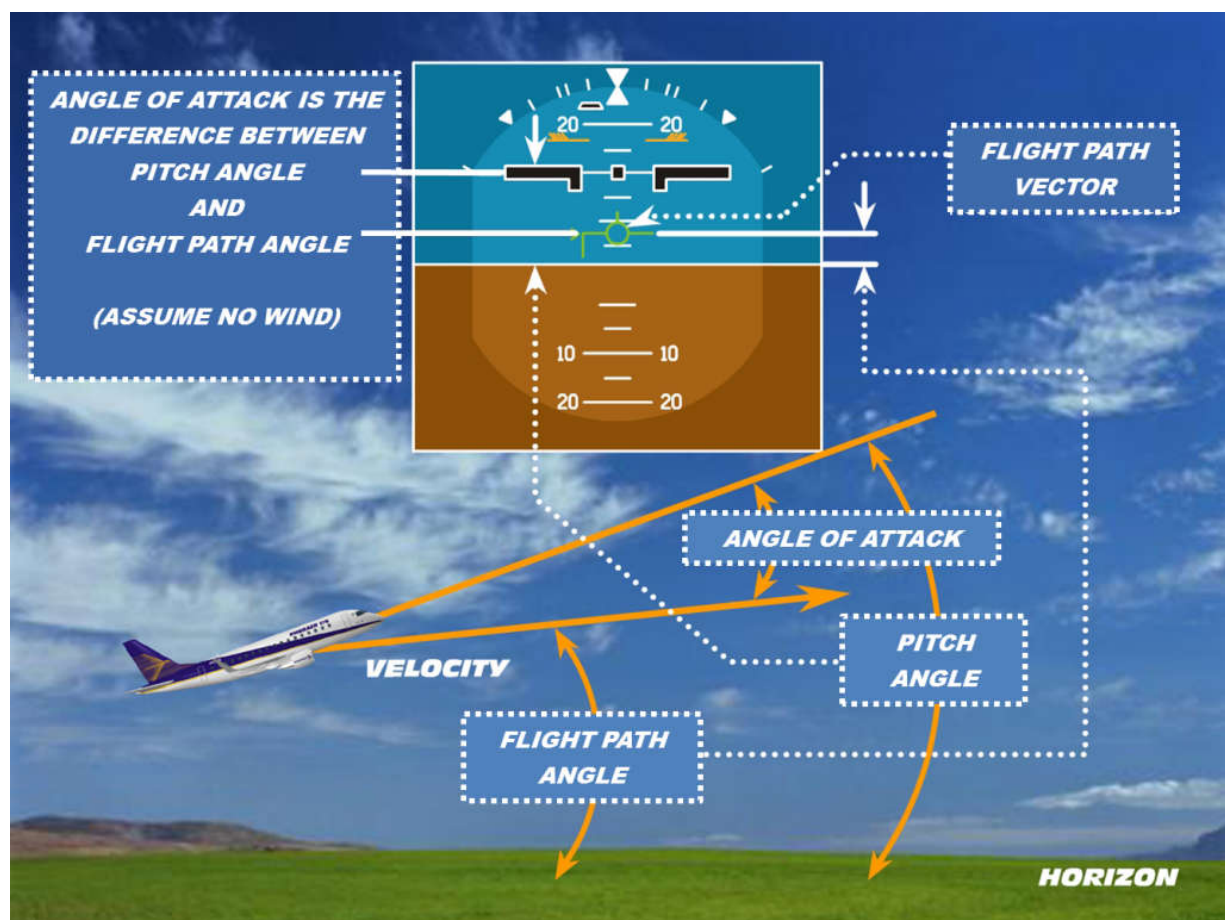 ANGLE OF ATTACK IS THE
DIFFERENCE BETWEEN
PITCH ANGLE
AND
FLIGHT PATH ANGLE
(ASSUME NO WIND)
20 20
10 10
20 20
FLIGHT PATH
VECTOR
ANGLE OF ATTACK
PITCH
ANGLE
VELOCITY
FLIGHT PATH
ANGLE
HORIZON